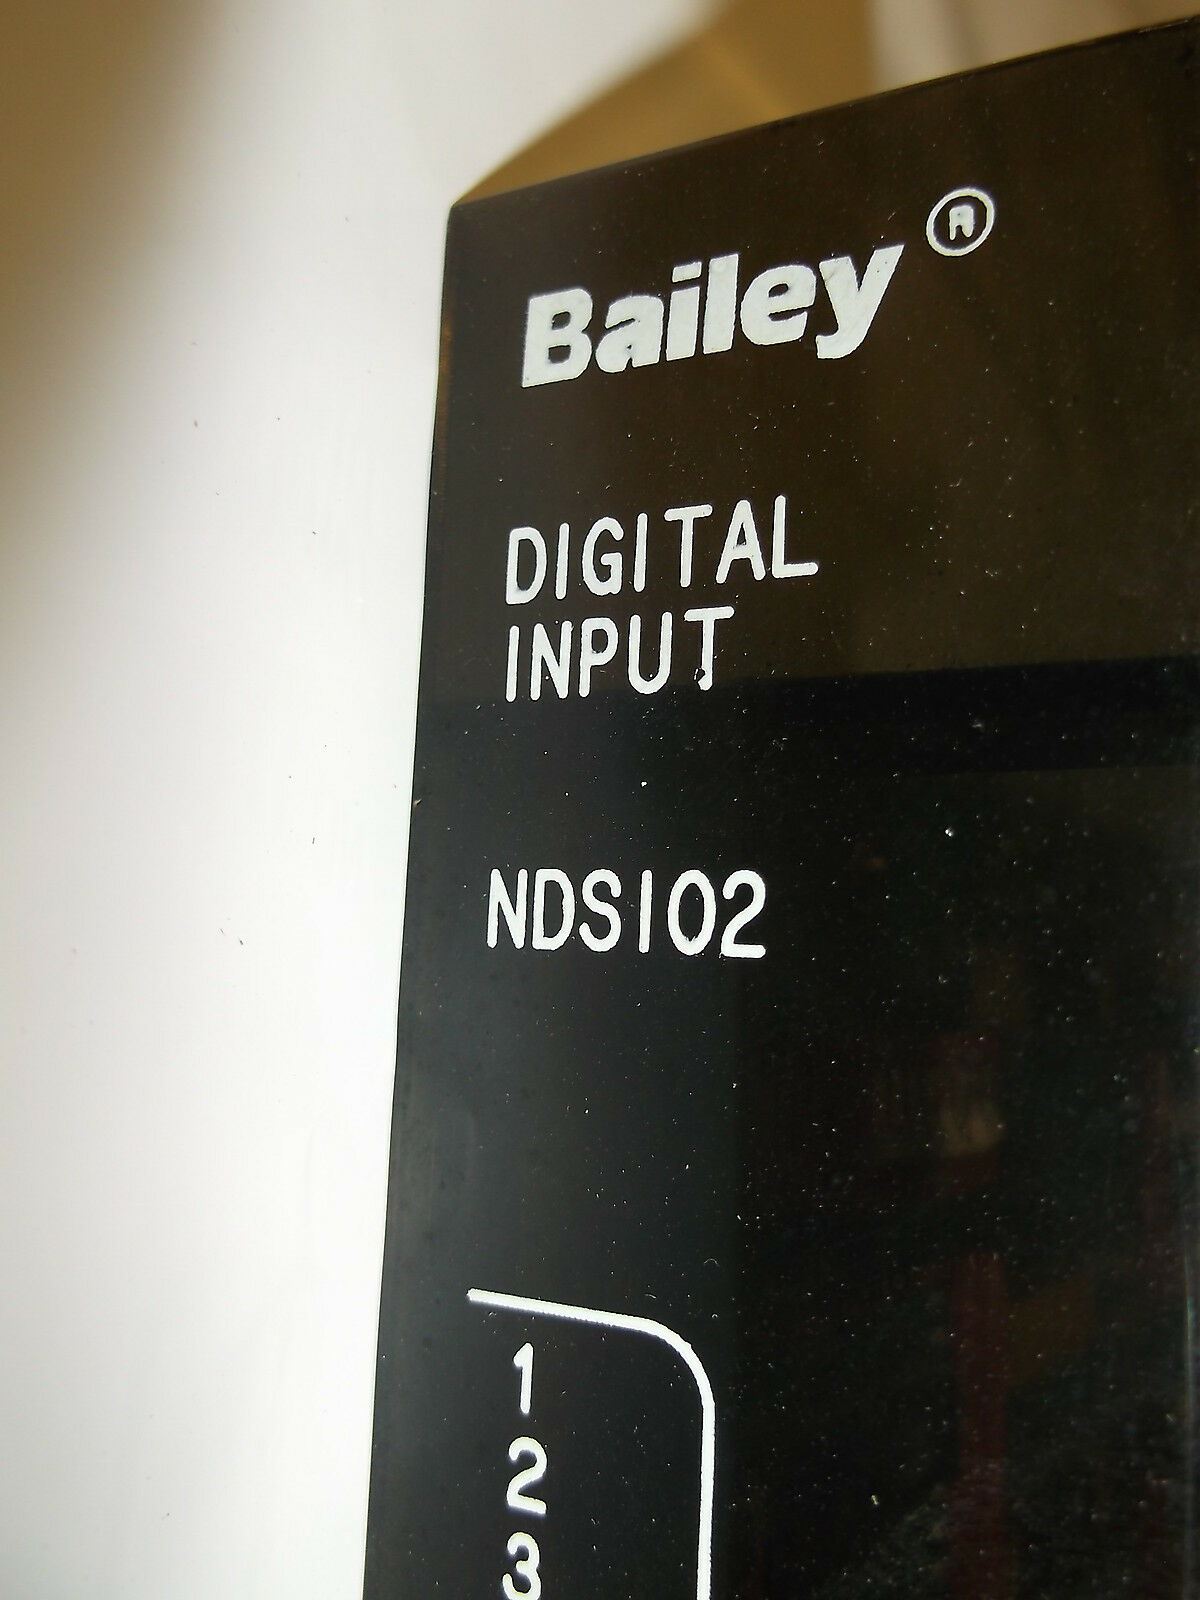 Bailey®
DIGITAL
INPUT
NDSI02
1
2
3